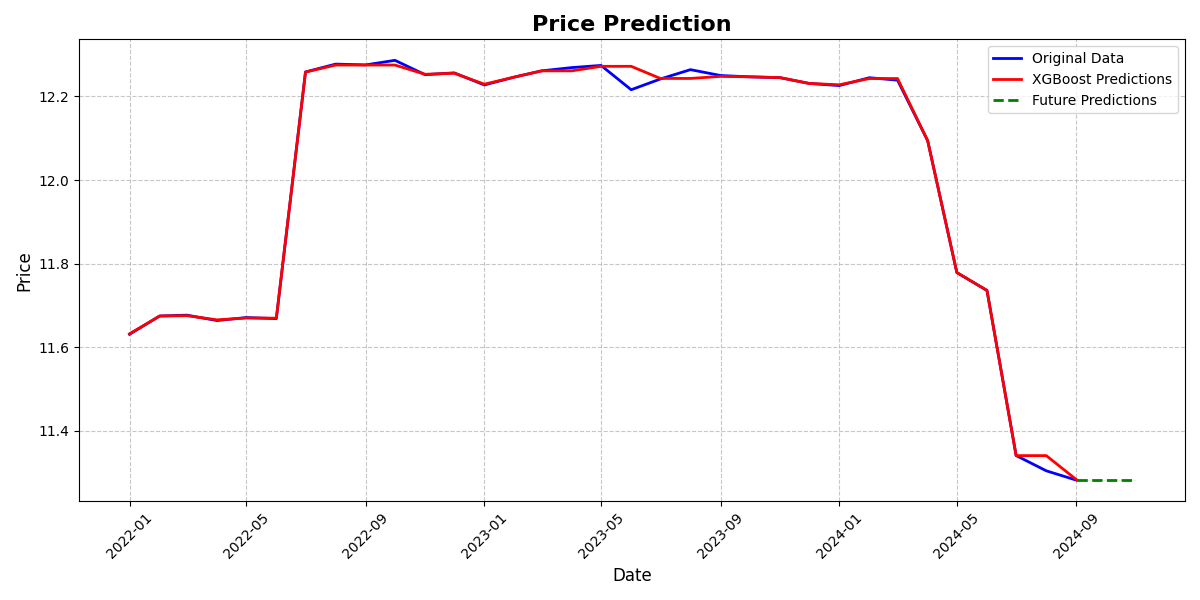 Price Prediction
Original Data
XGBoost Predictions
Future Predictions
Price
12.2
12.0
11.8
11.6
11.4
2022-01
2022-05
2022-09
2023-01
2023-05
2023-09
2024-01
2024-05
2024-09
Date